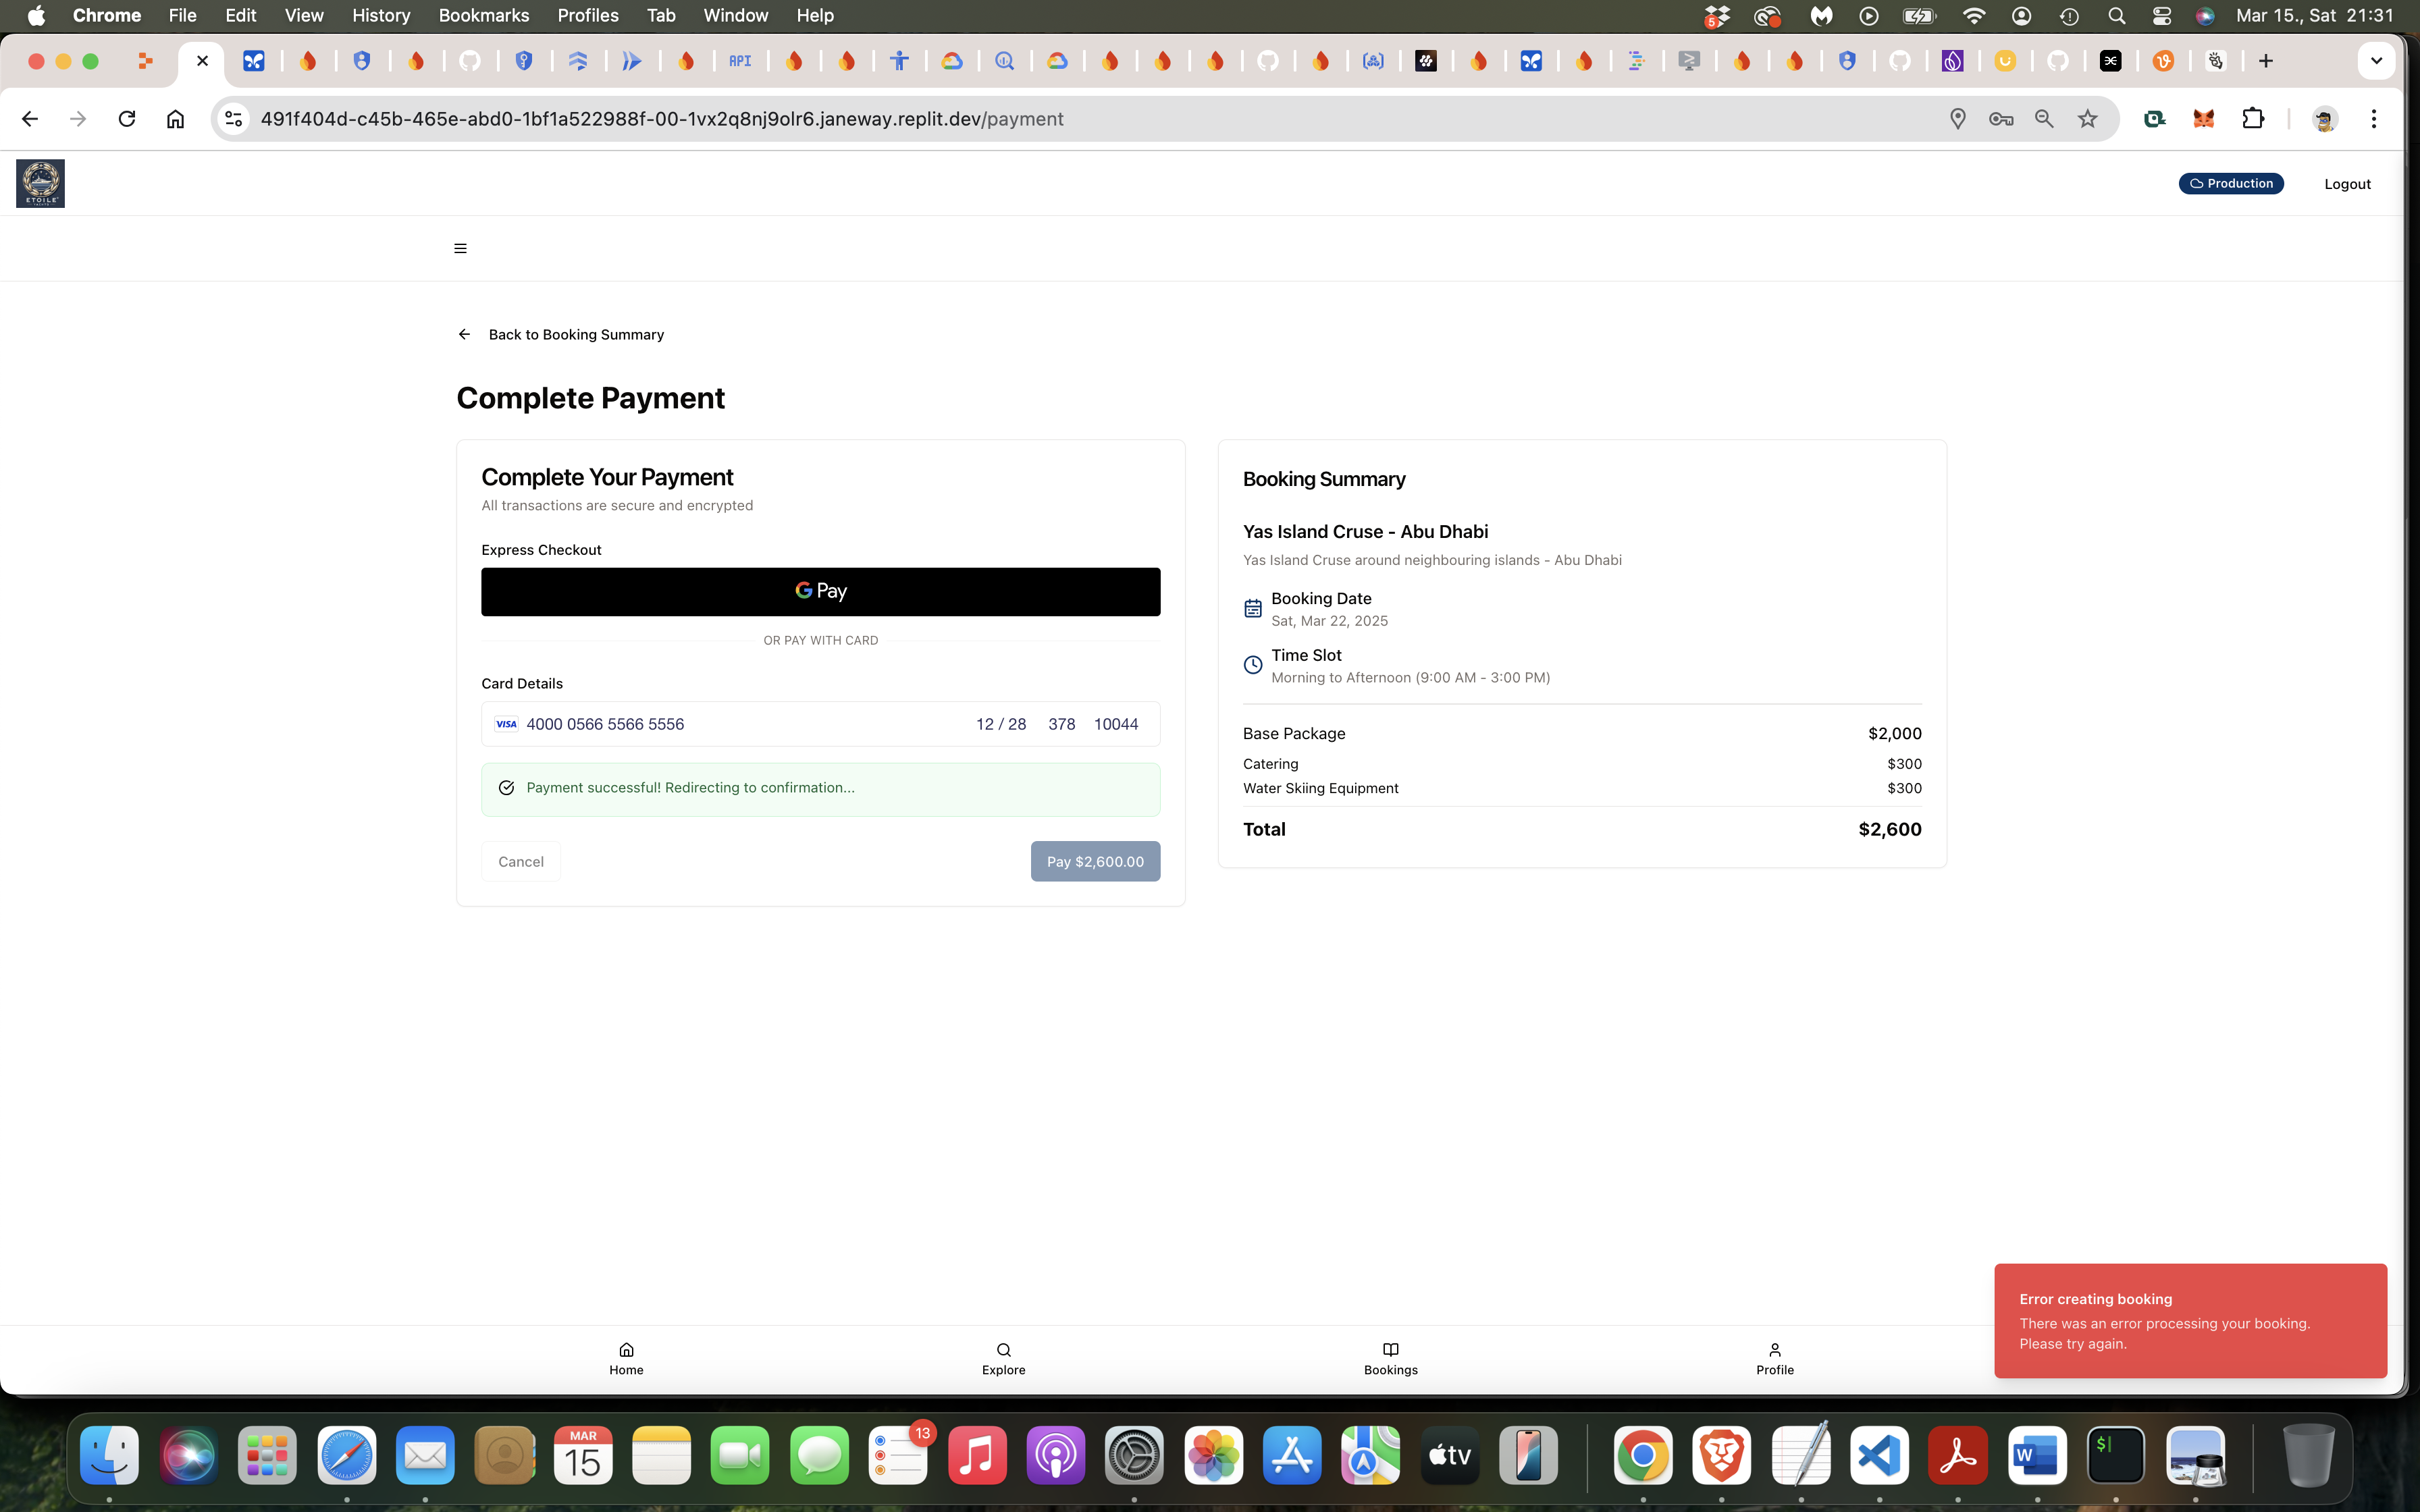 Chrome File Edit View History Bookmarks Profiles Tab Window Help
5
Mar 15., Sat 21:31
API
491f404d-c45b-465e-abd0-1bf1a522988f-00-1vx2q8nj9olr6.janeway.replit.dev/payment
ETOILE
Production
Logout
Back to Booking Summary
Complete Payment
Complete Your Payment
All transactions are secure and encrypted
Express Checkout
G Pay
OR PAY WITH CARD
Card Details
VISA 4000 0566 5566 5556 12 / 28 378 10044
Payment successful! Redirecting to confirmation...
Cancel
Pay $2,600.00
Booking Summary
Yas Island Cruse - Abu Dhabi
Yas Island Cruse around neighbouring islands - Abu Dhabi
Booking Date
Sat, Mar 22, 2025
Time Slot
Morning to Afternoon (9:00 AM - 3:00 PM)
Base Package $2,000
Catering $300
Water Skiing Equipment $300
Total $2,600
Error creating booking
There was an error processing your booking.
Please try again.
Home
Explore
Bookings
Profile
MAR
15
13
tv
W
$